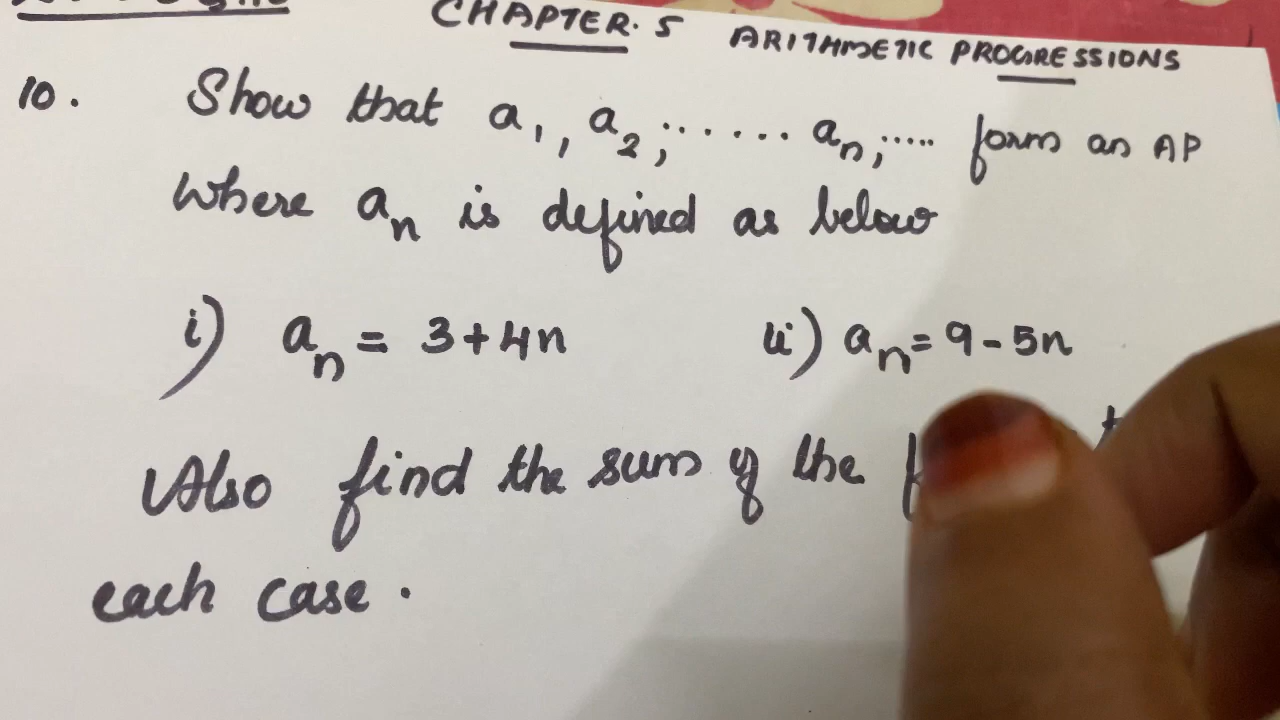 CHAPTER. 5 ARITHMETIC PROGRESSIONS
10. Show that a₁, a₂, ...... aₙ, ..... form an AP
where aₙ is defined as below
i) aₙ = 3+4n ii) aₙ = 9-5n
Also find the sum of the
each case.